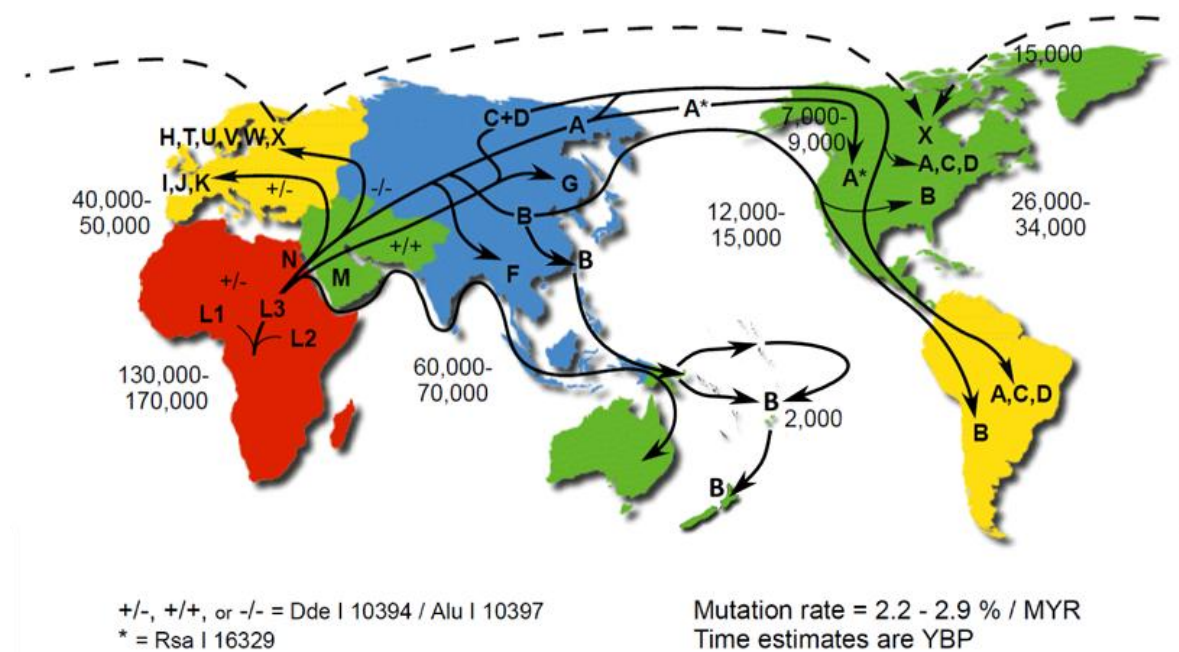 15,000
C+D
A
A*
7,000-
9,000
H,T,U,V,W,X
X
I,J,K
+/-
-/-
G
A*
A,C,D
B
40,000-
50,000
B
12,000-
15,000
26,000-
34,000
N
M
+/+
F
B
+/-
L1
L3
L2
130,000-
170,000
60,000-
70,000
B
2,000
A,C,D
B
B
+/-, +/+, or -/- = Dde I 10394 / Alu I 10397
* = Rsa I 16329
Mutation rate = 2.2 - 2.9 % / MYR
Time estimates are YBP